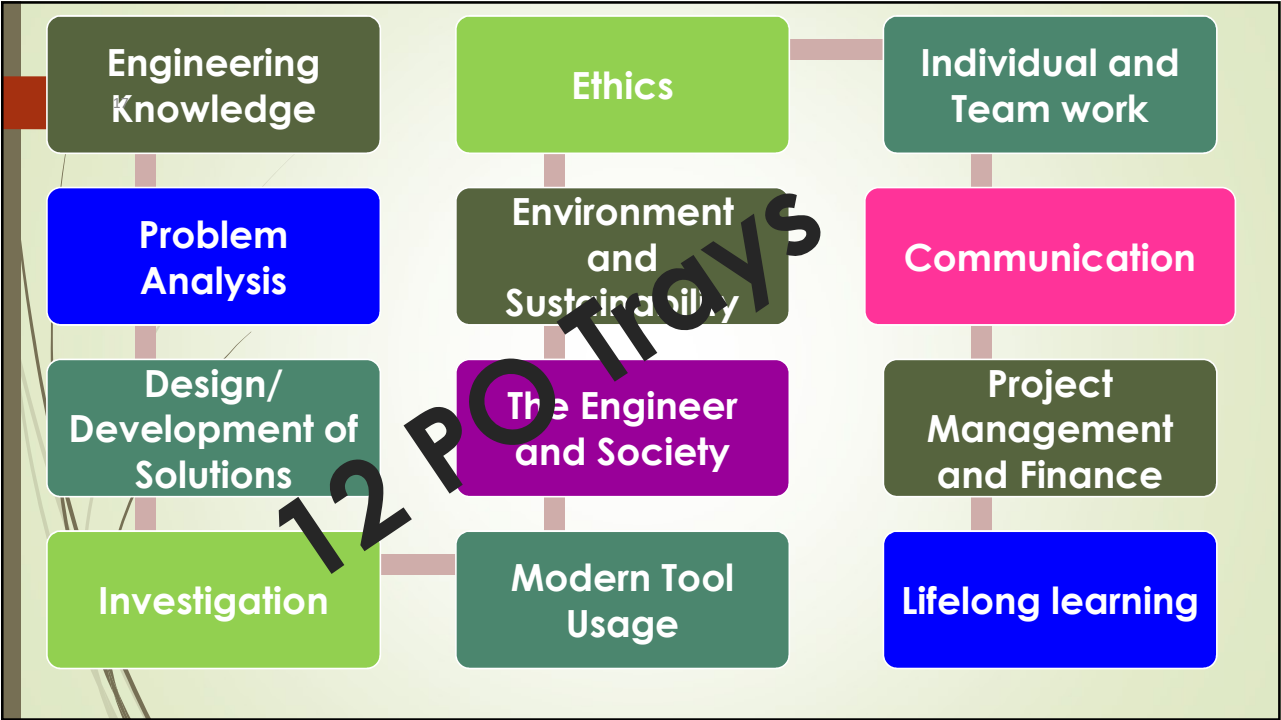 Engineering
Knowledge
Problem
Analysis
Design/
Development of
Solutions
Investigation
Modern Tool
Usage
The Engineer
and Society
Environment
and
Sustainability
Ethics
Individual and
Team work
Communication
Project
Management
and Finance
Lifelong learning
12 PO Trays